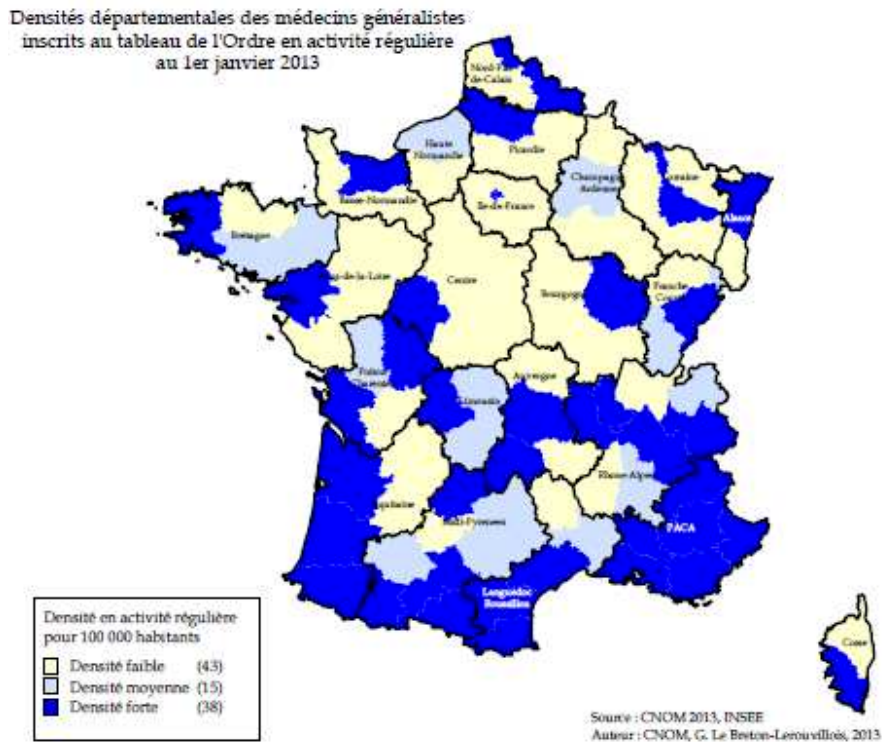 Densités départementales des médecins généralistes
inscrits au tableau de l'Ordre en activité régulière
au 1er janvier 2013
Nord-Pas
de-Calais
Haute
Normandie
Picardie
Basse-Normandie
Ile-de-France
Champagne
Ardenne
Lorraine
Alsace
Bretagne
de-la-Loire
Centre
Bourgogne
Franche
Comté
Poitou
Charente
Limousin
Auvergne
Rhone-Alpes
Aquitaine
Midi-Pyrenees
PACA
Languedoc
Roussillon
Corse
Densité en activité régulière
pour 100 000 habitants
Densité faible (43)
Densité moyenne (15)
Densité forte (38)
Source : CNOM 2013, INSEE
Auteur : CNOM, G. Le Breton-Lerouvillois, 2013